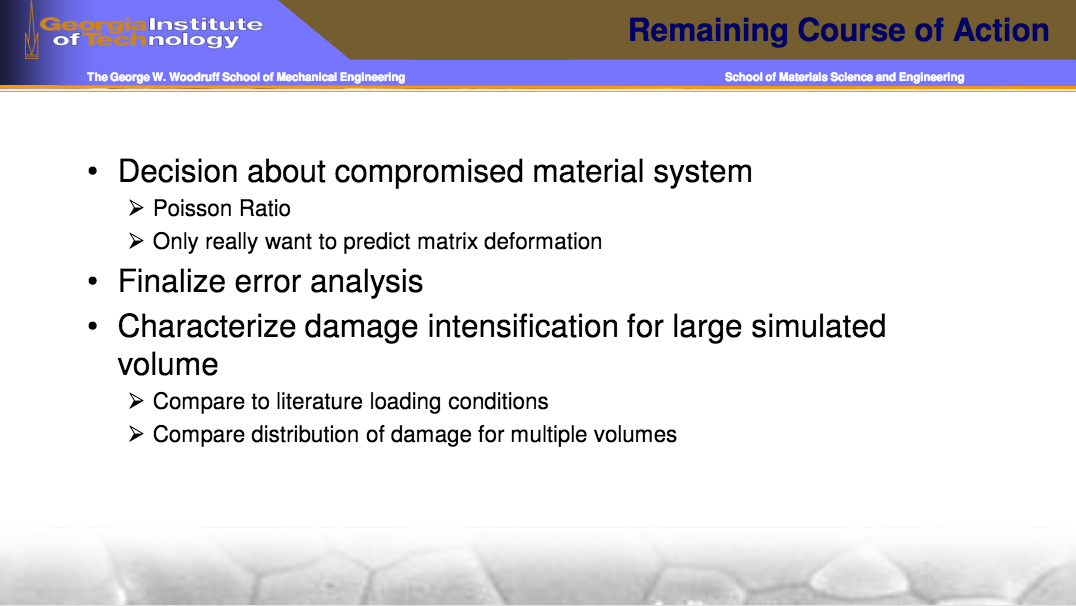 Georgia Institute
of Technology
Remaining Course of Action
The George W. Woodruff School of Mechanical Engineering
School of Materials Science and Engineering
• Decision about compromised material system
➢ Poisson Ratio
➢ Only really want to predict matrix deformation
• Finalize error analysis
• Characterize damage intensification for large simulated
volume
➢ Compare to literature loading conditions
➢ Compare distribution of damage for multiple volumes